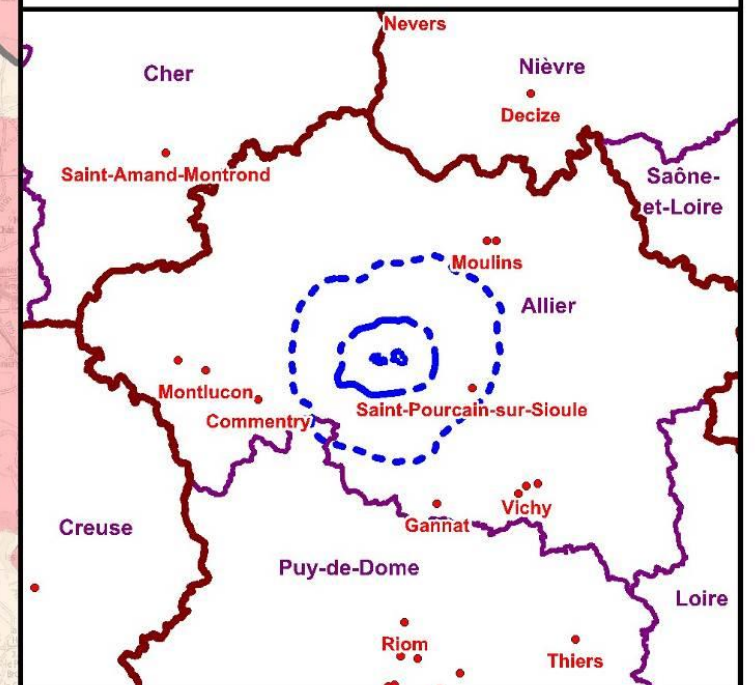 Nevers
Cher
Nièvre
Decize
Saint-Amand-Montrond
Saône-
et-Loire
Moulins
Allier
Montlucon
Saint-Pourcain-sur-Sioule
Commentry
Vichy
Gannat
Creuse
Puy-de-Dome
Loire
Riom
Thiers